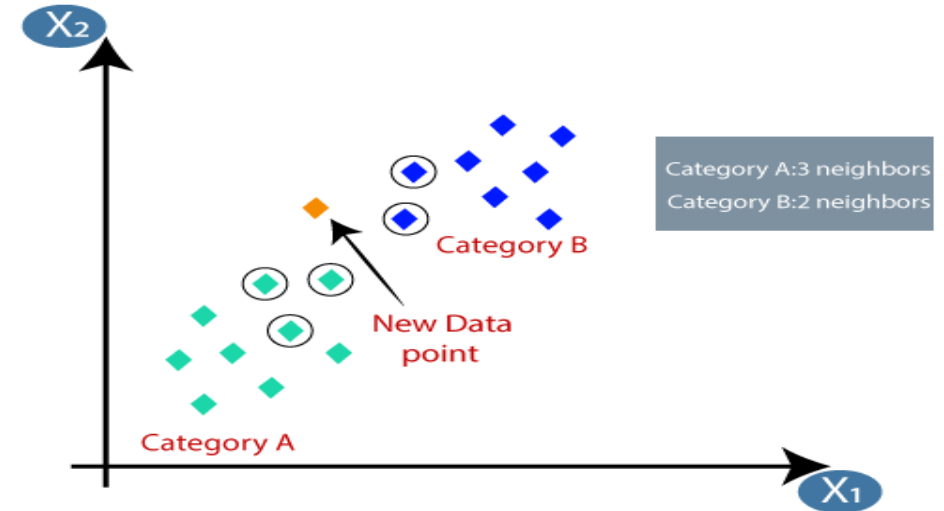 X₂
Category A:3 neighbors
Category B:2 neighbors
Category B
New Data
point
Category A
X₁